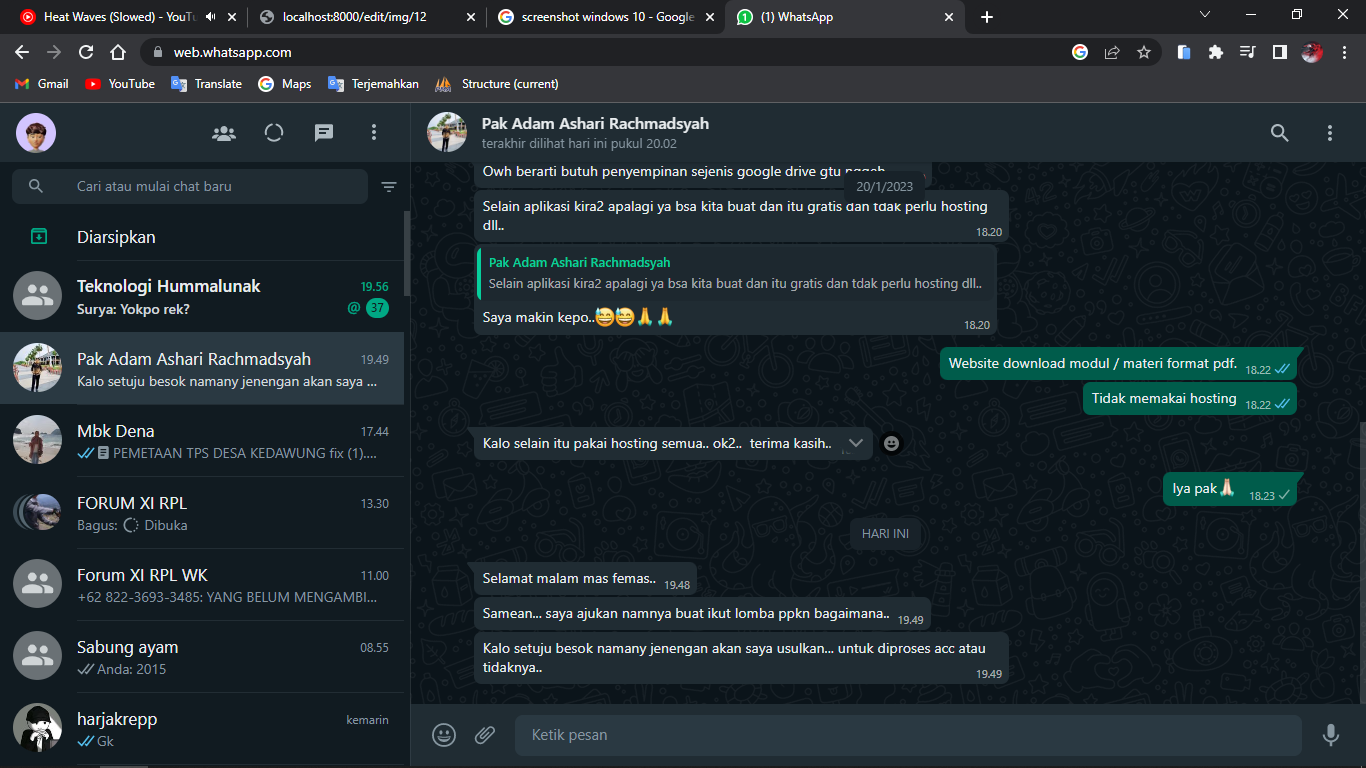 Heat Waves (Slowed) - YouTu
localhost:8000/edit/img/12
screenshot windows 10 - Google
(1) WhatsApp
web.whatsapp.com
Gmail
YouTube
Translate
Maps
Terjemahkan
Structure (current)
Pak Adam Ashari Rachmadsyah
terakhir dilihat hari ini pukul 20.02
Cari atau mulai chat baru
Diarsipkan
Teknologi Hummalunak
19.56
Surya: Yokpo rek?
@ 37
Pak Adam Ashari Rachmadsyah
19.49
Kalo setuju besok namany jenengan akan saya ...
Mbk Dena
17.44
PEMETAAN TPS DESA KEDAWUNG fix (1)....
FORUM XI RPL
13.30
Bagus: Dibuka
Forum XI RPL WK
11.00
+62 822-3693-3485: YANG BELUM MENGAMBI...
Sabung ayam
08.55
Anda: 2015
harjakrepp
kemarin
Gk
Owh berarti butuh penyempinan sejenis google drive gtu
20/1/2023
Selain aplikasi kira2 apalagi ya bsa kita buat dan itu gratis dan tdak perlu hosting
dll..
18.20
Pak Adam Ashari Rachmadsyah
Selain aplikasi kira2 apalagi ya bsa kita buat dan itu gratis dan tdak perlu hosting dll..
Saya makin kepo..😅😅🙏🙏
18.20
Website download modul / materi format pdf.
18.22
Tidak memakai hosting
18.22
Kalo selain itu pakai hosting semua.. ok2.. terima kasih..
Iya pak🙏🏻
18.23
HARI INI
Selamat malam mas femas..
19.48
Samean... saya ajukan namnya buat ikut lomba ppkn bagaimana..
19.49
Kalo setuju besok namany jenengan akan saya usulkan... untuk diproses acc atau
tidaknya..
19.49
Ketik pesan